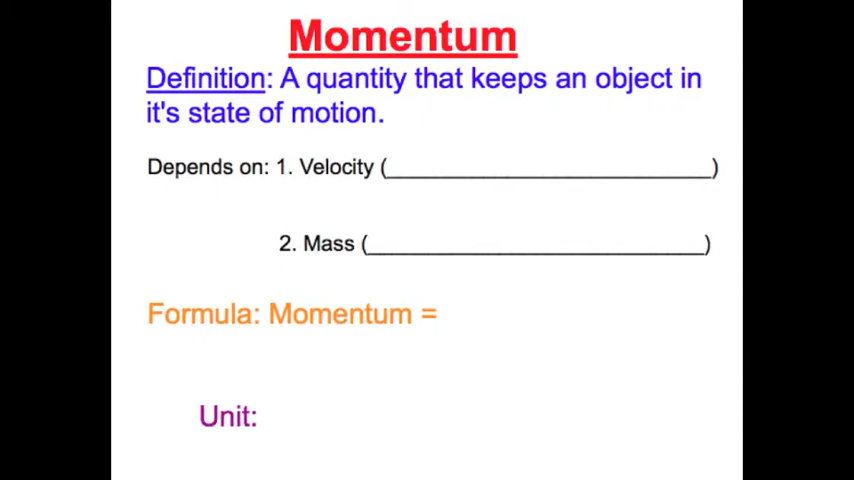 Momentum
Definition: A quantity that keeps an object in
it's state of motion.
Depends on: 1. Velocity (______________________________)
2. Mass (_______________________________)
Formula: Momentum =
Unit: